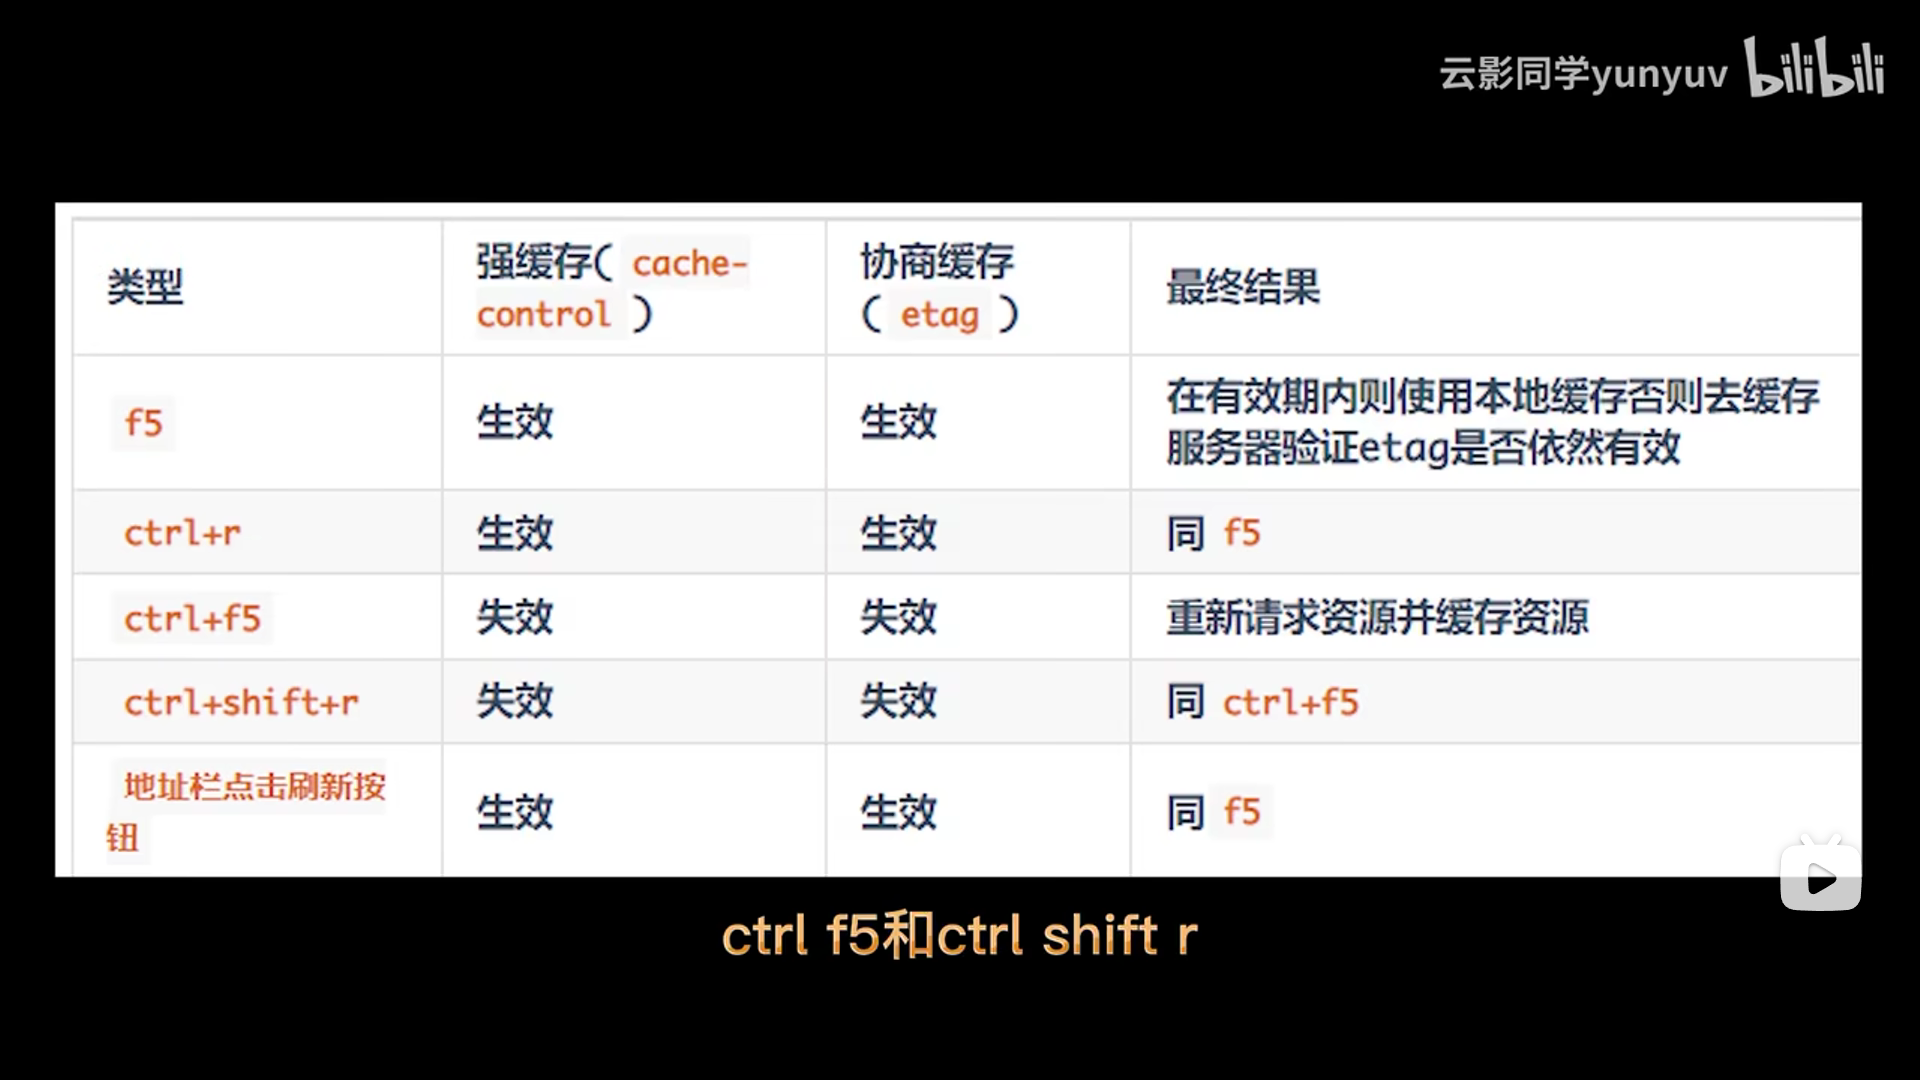 云影同学yunyuv bilibili
类型
强缓存( cache-
control )
协商缓存
( etag )
最终结果
f5
生效
生效
在有效期内则使用本地缓存否则去缓存
服务器验证etag是否依然有效
ctrl+r
生效
生效
同 f5
ctrl+f5
失效
失效
重新请求资源并缓存资源
ctrl+shift+r
失效
失效
同 ctrl+f5
地址栏点击刷新按
钮
生效
生效
同 f5
ctrl f5和ctrl shift r